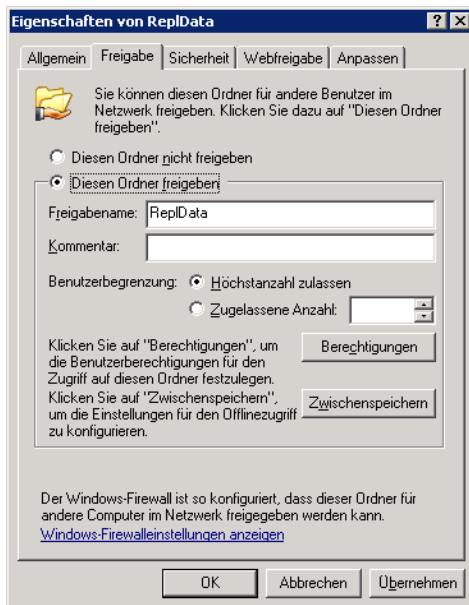 Eigenschaften von ReplData
Allgemein Freigabe Sicherheit Webfreigabe Anpassen
Sie können diesen Ordner für andere Benutzer im
Netzwerk freigeben. Klicken Sie dazu auf "Diesen Ordner
freigeben".
Diesen Ordner nicht freigeben
Diesen Ordner freigeben
Freigabename: ReplData
Kommentar:
Benutzerbegrenzung: Höchstanzahl zulassen
Zugelassene Anzahl:
Klicken Sie auf "Berechtigungen", um
die Benutzerberechtigungen für den
Zugriff auf diesen Ordner festzulegen.
Berechtigungen
Klicken Sie auf "Zwischenspeichern",
um die Einstellungen für den Offlinezugriff
zu konfigurieren.
Zwischenspeichern
Der Windows-Firewall ist so konfiguriert, dass dieser Ordner für
andere Computer im Netzwerk freigegeben werden kann.
Windows-Firewalleinstellungen anzeigen
OK Abbrechen Übernehmen